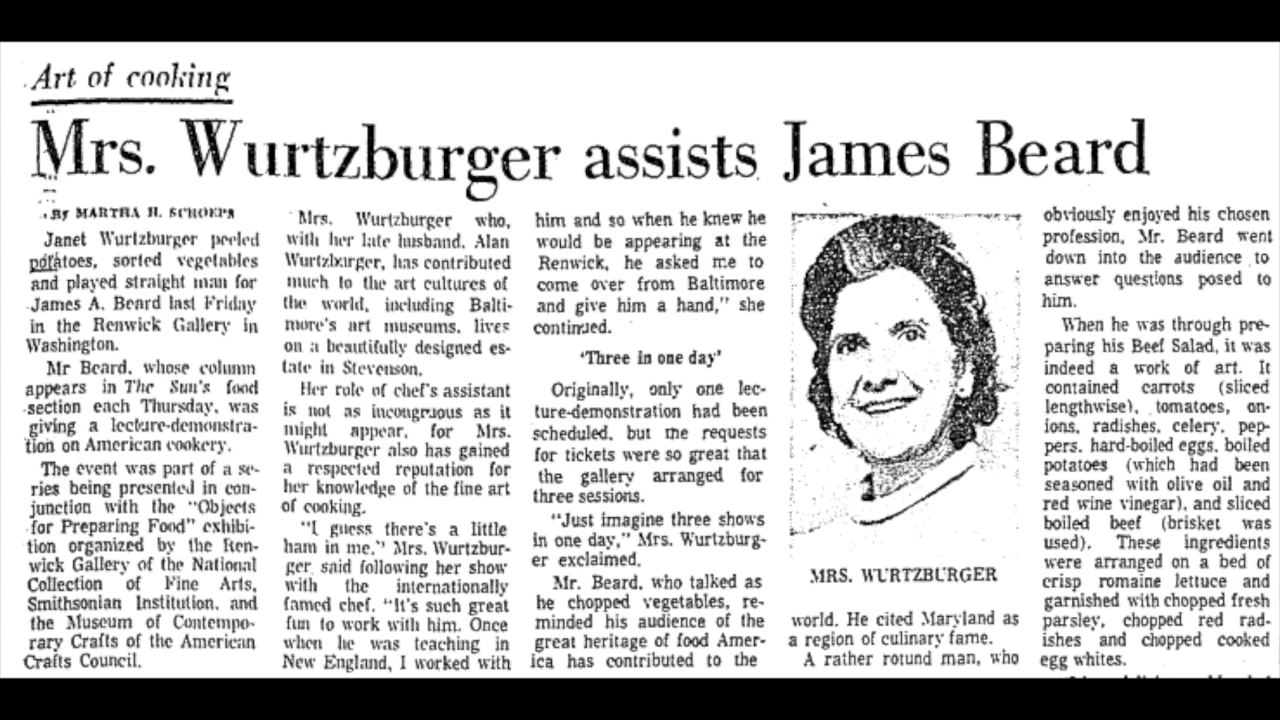 Art of cooking
Mrs. Wurtzburger assists James Beard
By MARTHA H. SCHOEPS
Janet Wurtzburger peeled
potatoes, sorted vegetables
and played straight man for
James A. Beard last Friday
in the Renwick Gallery in
Washington.
Mr Beard, whose column
appears in The Sun's food
section each Thursday, was
giving a lecture-demonstra-
tion on American cookery.
The event was part of a se-
ries being presented in con-
junction with the "Objects
for Preparing Food" exhibi-
tion organized by the Ren-
wick Gallery of the National
Collection of Fine Arts,
Smithsonian Institution, and
the Museum of Contempo-
rary Crafts of the American
Crafts Council.
Mrs. Wurtzburger who,
with her late husband, Alan
Wurtzburger, has contributed
much to the art cultures of
the world, including Balti-
more's art museums, lives
on a beautifully designed es-
tate in Stevenson.
Her role of chef's assistant
is not as incongruous as it
might appear, for Mrs.
Wurtzburger also has gained
a respected reputation for
her knowledge of the fine art
of cooking.
"I guess there's a little
ham in me," Mrs. Wurtzbur-
ger said following her show
with the internationally
famed chef. "It's such great
fun to work with him. Once
when he was teaching in
New England, I worked with
him and so when he knew he
would be appearing at the
Renwick, he asked me to
come over from Baltimore
and give him a hand," she
continued.
'Three in one day'
Originally, only one lec-
ture-demonstration had been
scheduled, but the requests
for tickets were so great that
the gallery arranged for
three sessions.
"Just imagine three shows
in one day," Mrs. Wurtzburg-
er exclaimed.
Mr. Beard, who talked as
he chopped vegetables, re-
minded his audience of the
great heritage of food Amer-
ica has contributed to the
MRS. WURTZBURGER
world. He cited Maryland as
a region of culinary fame.
A rather rotund man, who
obviously enjoyed his chosen
profession, Mr. Beard went
down into the audience to
answer questions posed to
him.
When he was through pre-
paring his Beef Salad, it was
indeed a work of art. It
contained carrots (sliced
lengthwise), tomatoes, on-
ions, radishes, celery, pep-
pers, hard-boiled eggs, boiled
potatoes (which had been
seasoned with olive oil and
red wine vinegar), and sliced
boiled beef (brisket was
used). These ingredients
were arranged on a bed of
crisp romaine lettuce and
garnished with chopped fresh
parsley, chopped red rad-
ishes and chopped cooked
egg whites.